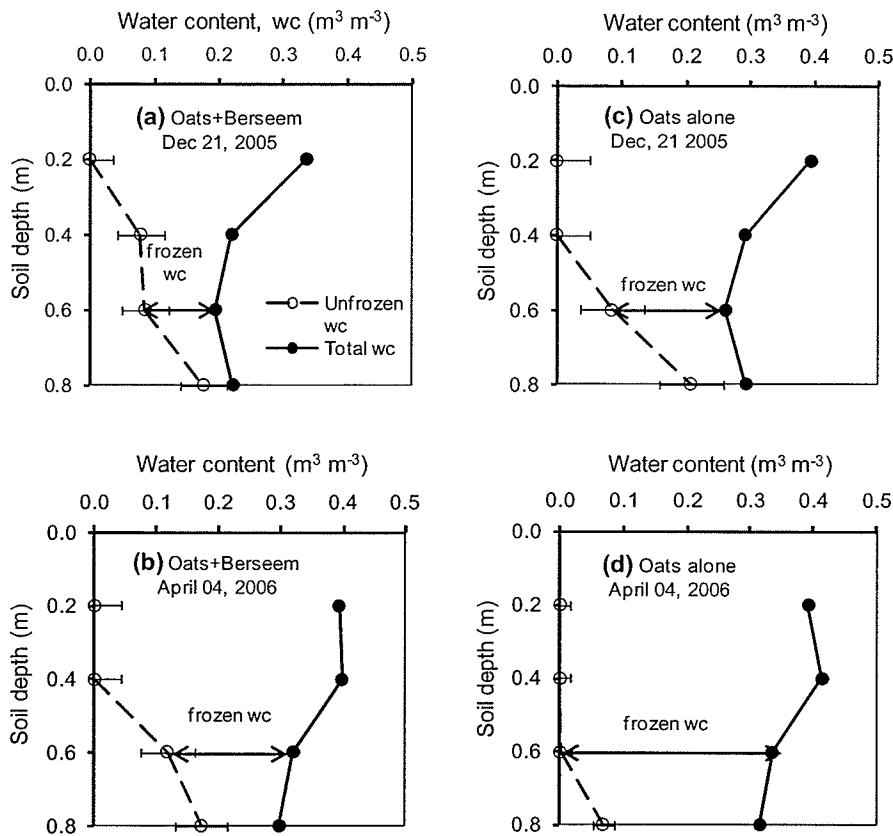 Water content, wc (m³ m⁻³)
0.0 0.1 0.2 0.3 0.4 0.5
0.0
0.2
0.4
0.6
0.8
Soil depth (m)
(a) Oats+Berseem
Dec 21, 2005
frozen
wc
Unfrozen
wc
Total wc
Water content (m³ m⁻³)
0.0 0.1 0.2 0.3 0.4 0.5
0.0
0.2
0.4
0.6
0.8
Soil depth (m)
(c) Oats alone
Dec, 21 2005
frozen wc
Water content (m³ m⁻³)
0.0 0.1 0.2 0.3 0.4 0.5
0.0
0.2
0.4
0.6
0.8
Soil depth (m)
(b) Oats+Berseem
April 04, 2006
frozen wc
Water content (m³ m⁻³)
0.0 0.1 0.2 0.3 0.4 0.5
0.0
0.2
0.4
0.6
0.8
Soil depth (m)
(d) Oats alone
April 04, 2006
frozen wc